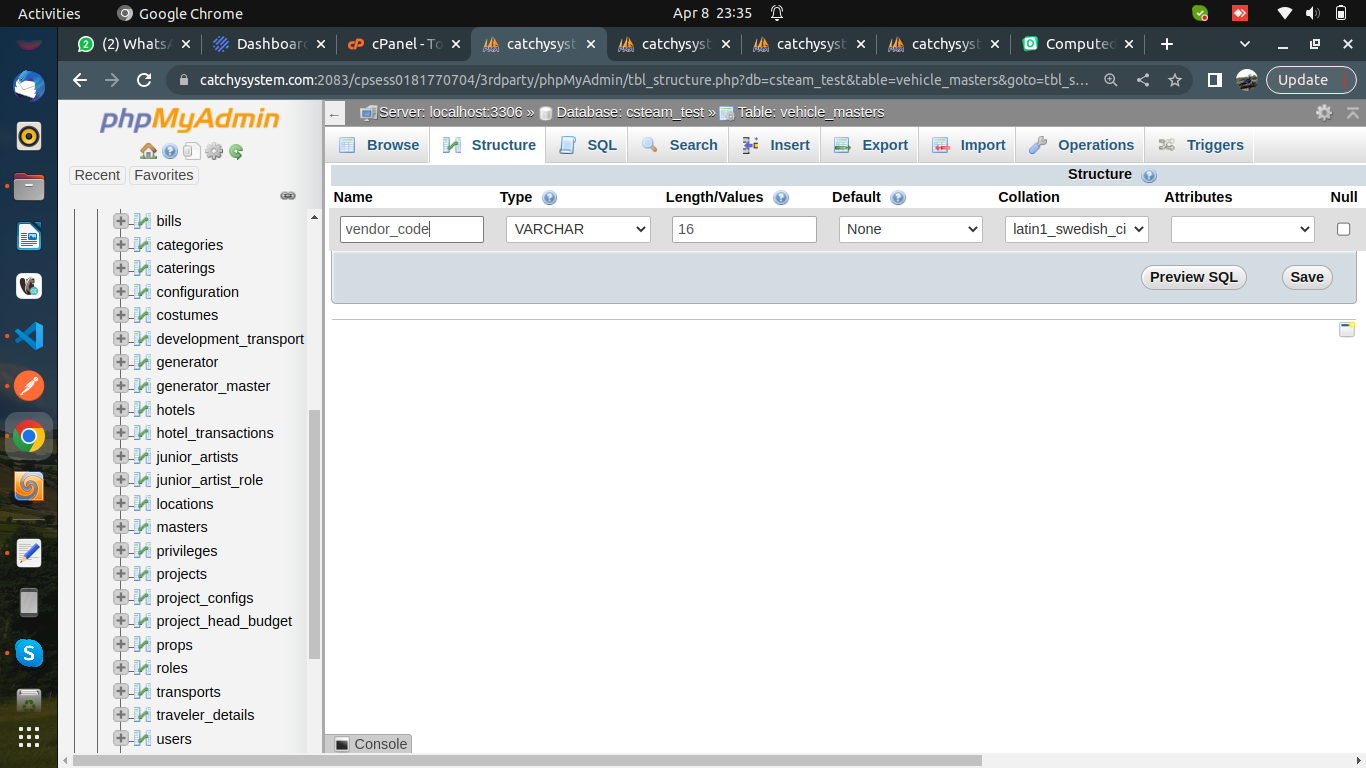 Activities
Google Chrome
Apr 8 23:35
(2) WhatsA
Dashboard
cPanel - To
catchysyst
catchysyst
catchysyst
catchysyst
Computed
catchysystem.com:2083/cpsess0181770704/3rdparty/phpMyAdmin/tbl_structure.php?db=csteam_test&table=vehicle_masters&goto=tbl_s...
Update
phpMyAdmin
Recent
Favorites
bills
categories
caterings
configuration
costumes
development_transport
generator
generator_master
hotels
hotel_transactions
junior_artists
junior_artist_role
locations
masters
privileges
projects
project_configs
project_head_budget
props
roles
transports
traveler_details
users
Server: localhost:3306 » Database: csteam_test » Table: vehicle_masters
Browse
Structure
SQL
Search
Insert
Export
Import
Operations
Triggers
Structure
Name
Type
Length/Values
Default
Collation
Attributes
Null
vendor_code
VARCHAR
16
None
latin1_swedish_ci
Preview SQL
Save
Console